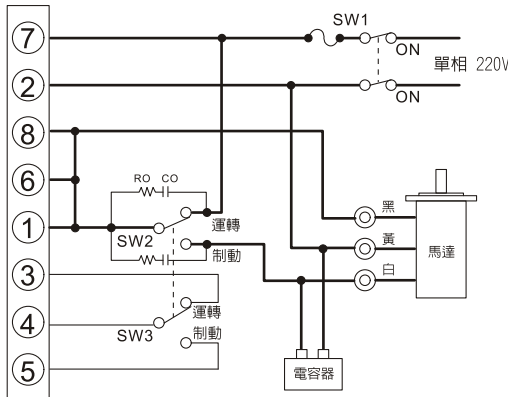 SW1
⑦
ON
單相 220V
②
ON
⑧
⑥
RO CO
黑
①
運轉
SW2
黃
馬達
制動
白
③
運轉
④
SW3
制動
⑤
電容器